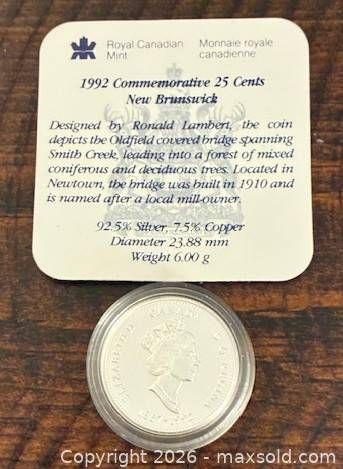 Royal Canadian Mint
Monnaie royale canadienne
1992 Commemorative 25 Cents
New Brunswick
Designed by Ronald Lambert, the coin
depicts the Oldfield covered bridge spanning
Smith Creek, leading into a forest of mixed
coniferous and deciduous trees. Located in
Newtown, the bridge was built in 1910 and
is named after a local mill-owner.
92.5% Silver, 7.5% Copper
Diameter 23.88 mm
Weight 6.00 g
ELIZABETH II
CANADA
Copyright 2026 - maxsold.com